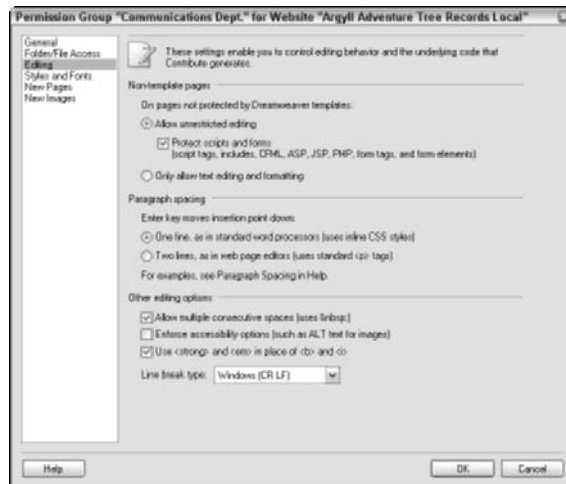 Permission Group "Communications Dept." for Website "Argyll Adventure Tree Records Local"
General
Folder/File Access
Editing
Styles and Fonts
New Pages
New Images
These settings enable you to control editing behavior and the underlying code that
Contribute generates.
Non-template pages
On pages not protected by Dreamweaver templates:
Allow unrestricted editing
Protect scripts and forms
(script tags, includes, CFML, ASP, JSP, PHP, form tags, and form elements)
Only allow text editing and formatting
Paragraph spacing
Enter key moves insertion point down:
One line, as in standard word processors (uses inline CSS styles)
Two lines, as in web page editors (uses standard <p> tags)
For examples, see Paragraph Spacing in Help.
Other editing options
Allow multiple consecutive spaces (uses &nbsp;)
Enforce accessibility options (such as ALT text for images)
Use <strong> and <em> in place of <b> and <i>
Line break type: Windows (CR LF)
Help OK Cancel